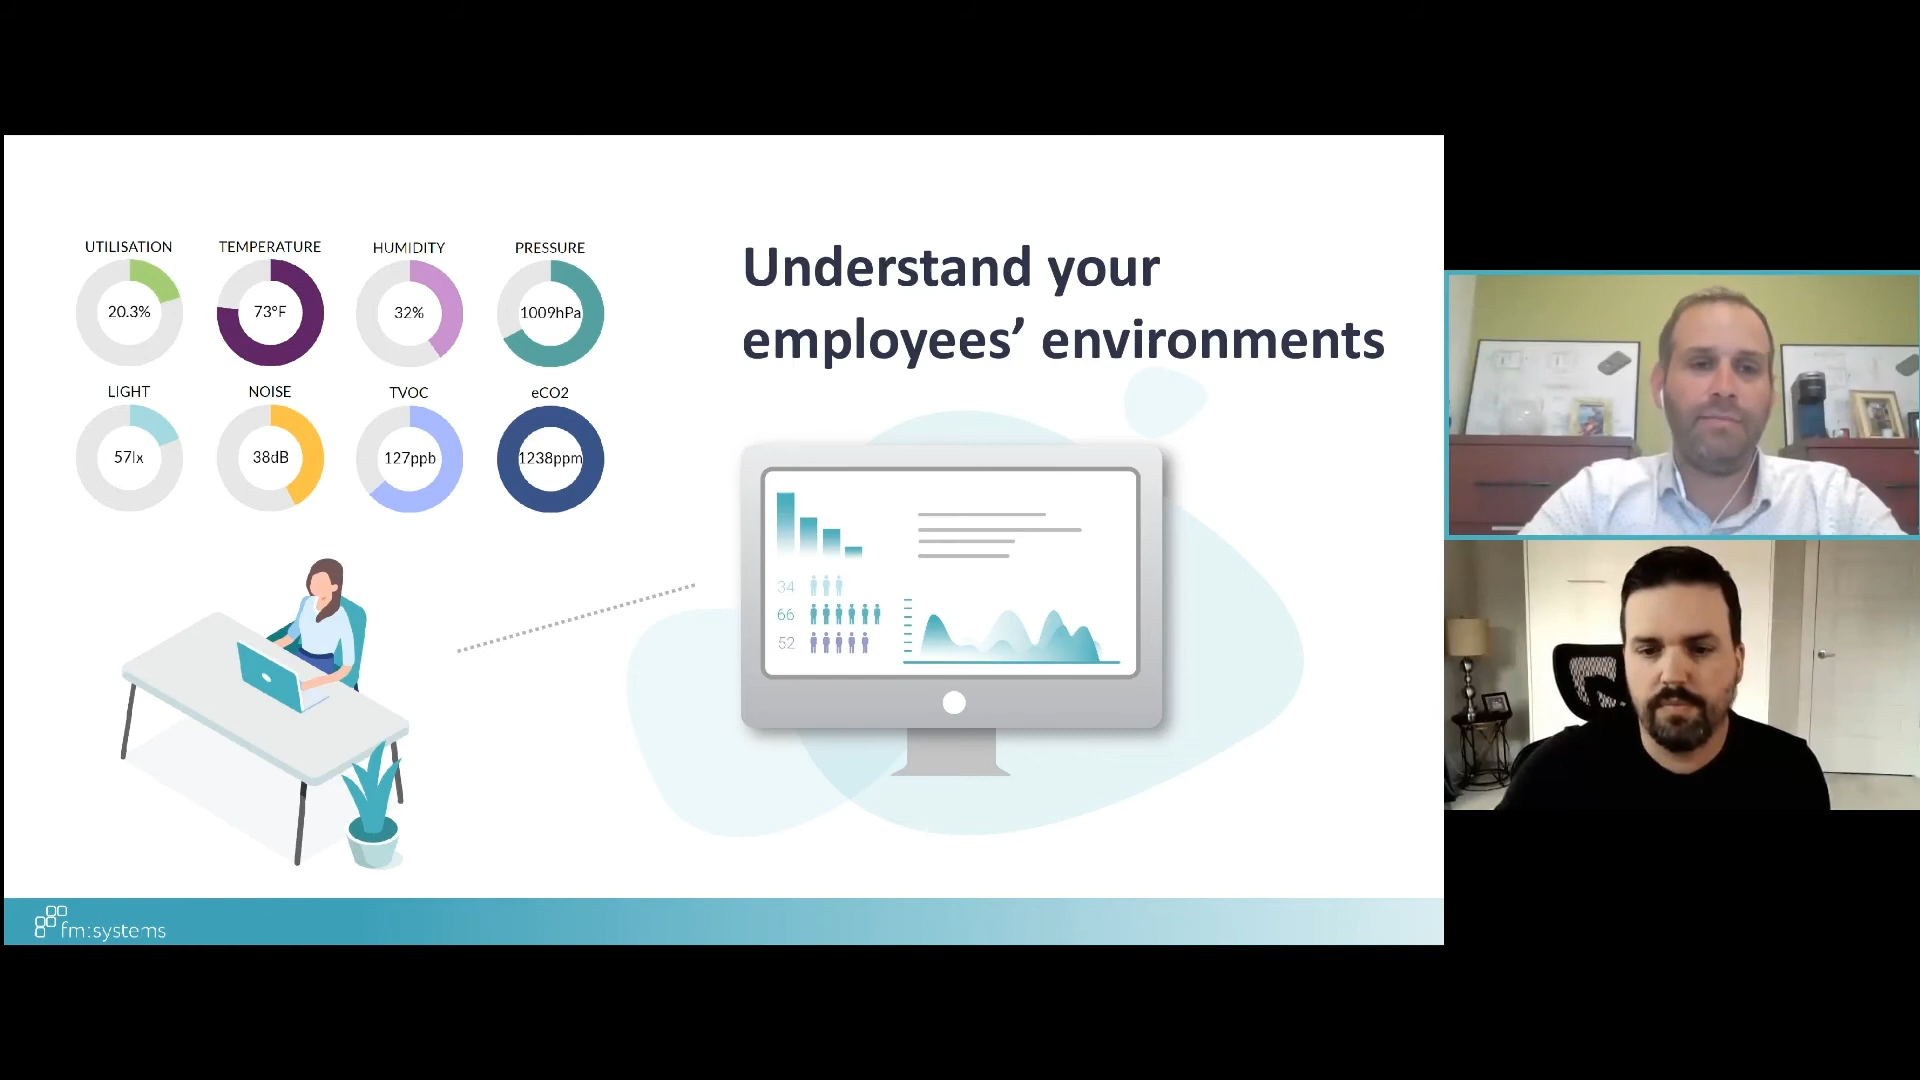 UTILISATION
TEMPERATURE
HUMIDITY
PRESSURE
20.3%
73°F
32%
1009hPa
LIGHT
NOISE
TVOC
eCO2
57lx
38dB
127ppb
1238ppm
Understand your
employees’ environments
34
66
52
fm:systems